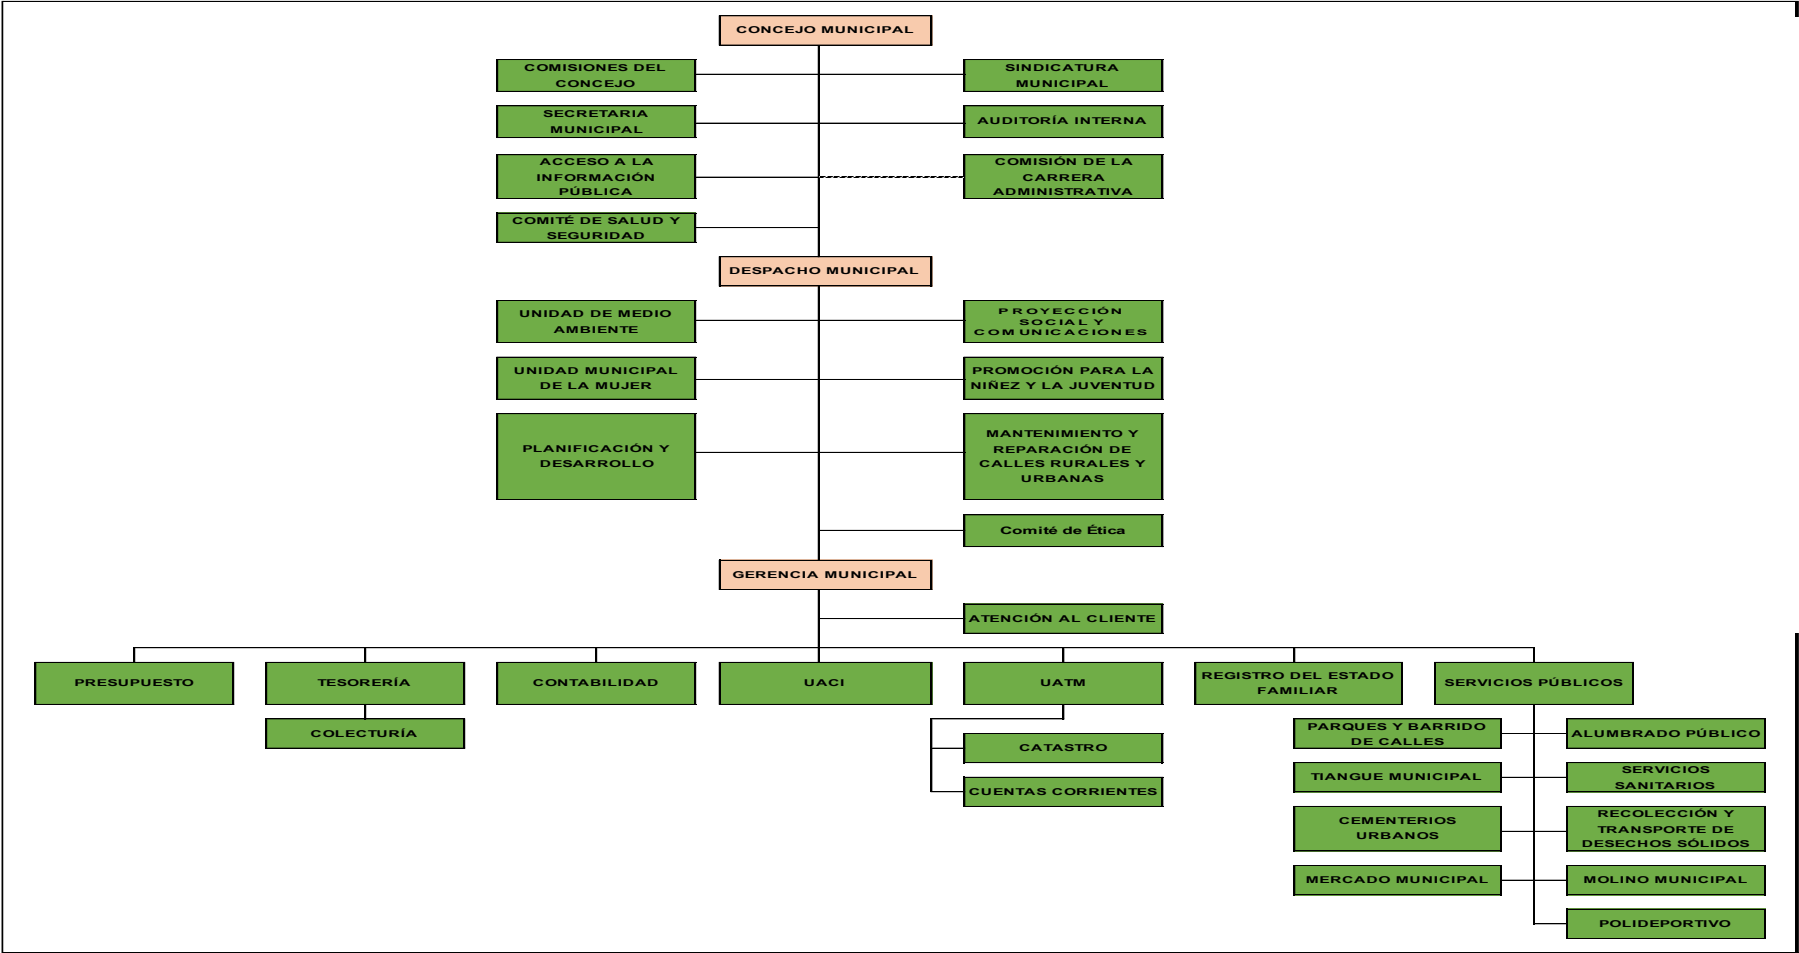 CONCEJO MUNICIPAL
COMISIONES DEL
CONCEJO
SINDICATURA
MUNICIPAL
SECRETARIA
MUNICIPAL
AUDITORÍA INTERNA
ACCESO A LA
INFORMACIÓN
PÚBLICA
COMISIÓN DE LA
CARRERA
ADMINISTRATIVA
COMITÉ DE SALUD Y
SEGURIDAD
DESPACHO MUNICIPAL
UNIDAD DE MEDIO
AMBIENTE
PROYECCIÓN
SOCIAL Y
COMUNICACIONES
UNIDAD MUNICIPAL
DE LA MUJER
PROMOCIÓN PARA LA
NIÑEZ Y LA JUVENTUD
PLANIFICACIÓN Y
DESARROLLO
MANTENIMIENTO Y
REPARACIÓN DE
CALLES RURALES Y
URBANAS
Comité de Ética
GERENCIA MUNICIPAL
ATENCIÓN AL CLIENTE
PRESUPUESTO
TESORERÍA
CONTABILIDAD
UACI
UATM
REGISTRO DEL ESTADO
FAMILIAR
SERVICIOS PÚBLICOS
COLECTURÍA
CATASTRO
CUENTAS CORRIENTES
PARQUES Y BARRIDO
DE CALLES
ALUMBRADO PÚBLICO
TIANGUE MUNICIPAL
SERVICIOS
SANITARIOS
CEMENTERIOS
URBANOS
RECOLECCIÓN Y
TRANSPORTE DE
DESECHOS SÓLIDOS
MERCADO MUNICIPAL
MOLINO MUNICIPAL
POLIDEPORTIVO